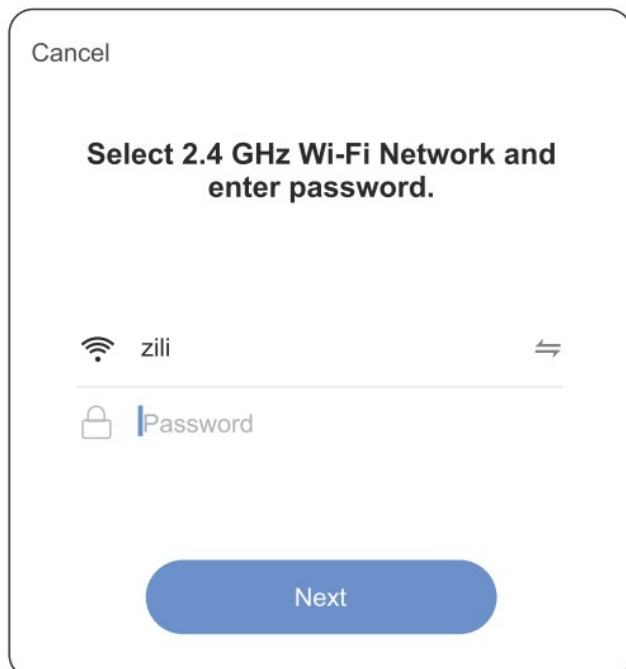 Cancel
Select 2.4 GHz Wi-Fi Network and
enter password.
zili
Password
Next